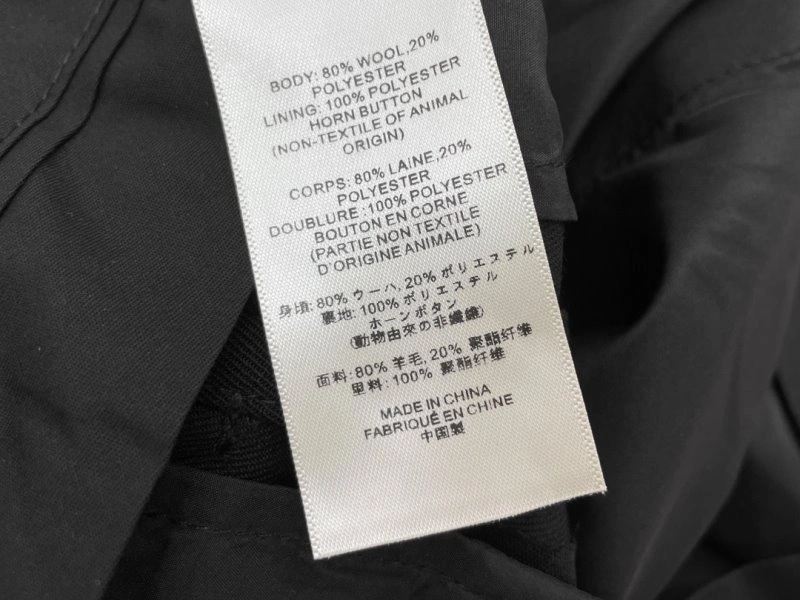 BODY: 80% WOOL,20%
POLYESTER
LINING: 100% POLYESTER
HORN BUTTON
(NON-TEXTILE OF ANIMAL
ORIGIN)
CORPS: 80% LAINE,20%
POLYESTER
DOUBLURE :100% POLYESTER
BOUTON EN CORNE
(PARTIE NON TEXTILE
D'ORIGINE ANIMALE)
身頃: 80% ウーハ, 20% ポリエステル
裏地: 100% ポリエステル
ホーンボタン
(動物由來の非繊維)
面料: 80% 羊毛, 20% 聚酯纤维
里料: 100% 聚酯纤维
MADE IN CHINA
FABRIQUÉ EN CHINE
中国製